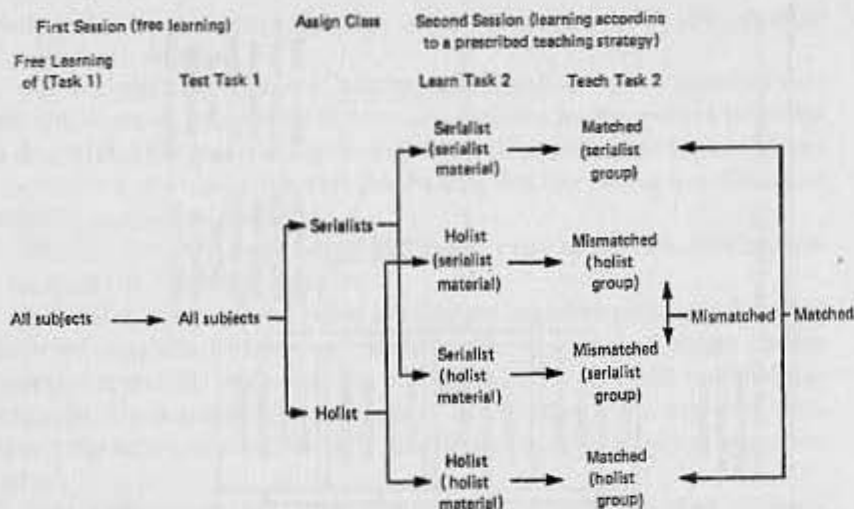 First Session (free learning)
Assign Class
Second Session (learning according
to a prescribed teaching strategy)
Free Learning
of (Task 1)
Test Task 1
Learn Task 2
Teach Task 2
Serialist
(serialist
material)
Matched
(serialist
group)
Serialists
Holist
(serialist
material)
Mismatched
(holist
group)
All subjects
All subjects
Mismatched
Matched
Serialist
(holist
material)
Mismatched
(serialist
group)
Holist
Holist
(holist
material)
Matched
(holist
group)